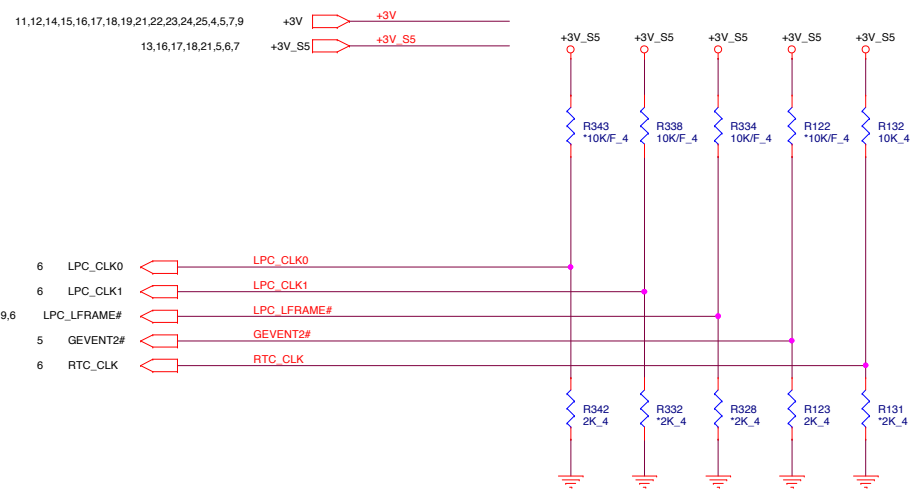 11,12,14,15,16,17,18,19,21,22,23,24,25,4,5,7,9 +3V +3V
13,16,17,18,21,5,6,7 +3V_S5 +3V_S5
+3V_S5 +3V_S5 +3V_S5 +3V_S5 +3V_S5
R343 R338 R334 R122 R132
*10K/F_4 10K/F_4 10K/F_4 *10K/F_4 10K_4
6 LPC_CLK0 LPC_CLK0
6 LPC_CLK1 LPC_CLK1
9,6 LPC_LFRAME# LPC_LFRAME#
5 GEVENT2# GEVENT2#
6 RTC_CLK RTC_CLK
R342 R332 R328 R123 R131
2K_4 *2K_4 *2K_4 2K_4 *2K_4